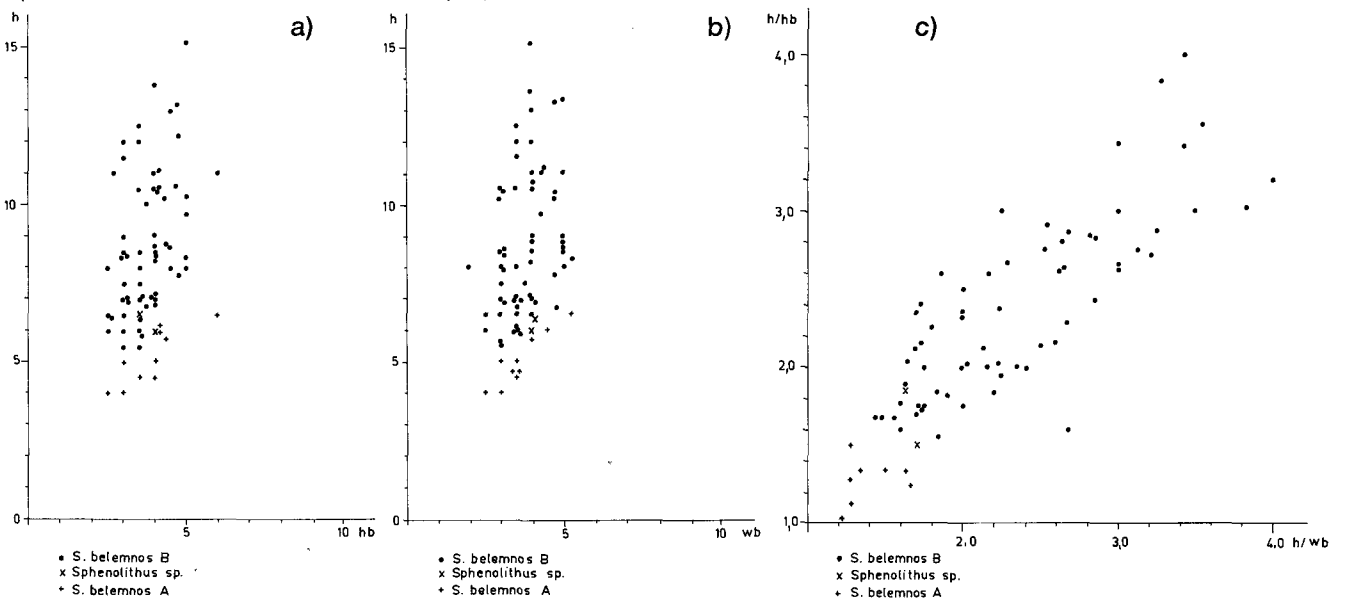 a)
h
15
10
5
0
5 hb 10
• S. belemnos B
x Sphenolithus sp.
+ S. belemnos A
b)
h
15
10
5
0
5 10 wb
• S. belemnos B
x Sphenolithus sp.
+ S. belemnos A
c)
h/hb
4,0
3,0
2,0
1,0
2.0 3,0 4.0 h/wb
• S. belemnos B
x Sphenolithus sp.
+ S. belemnos A